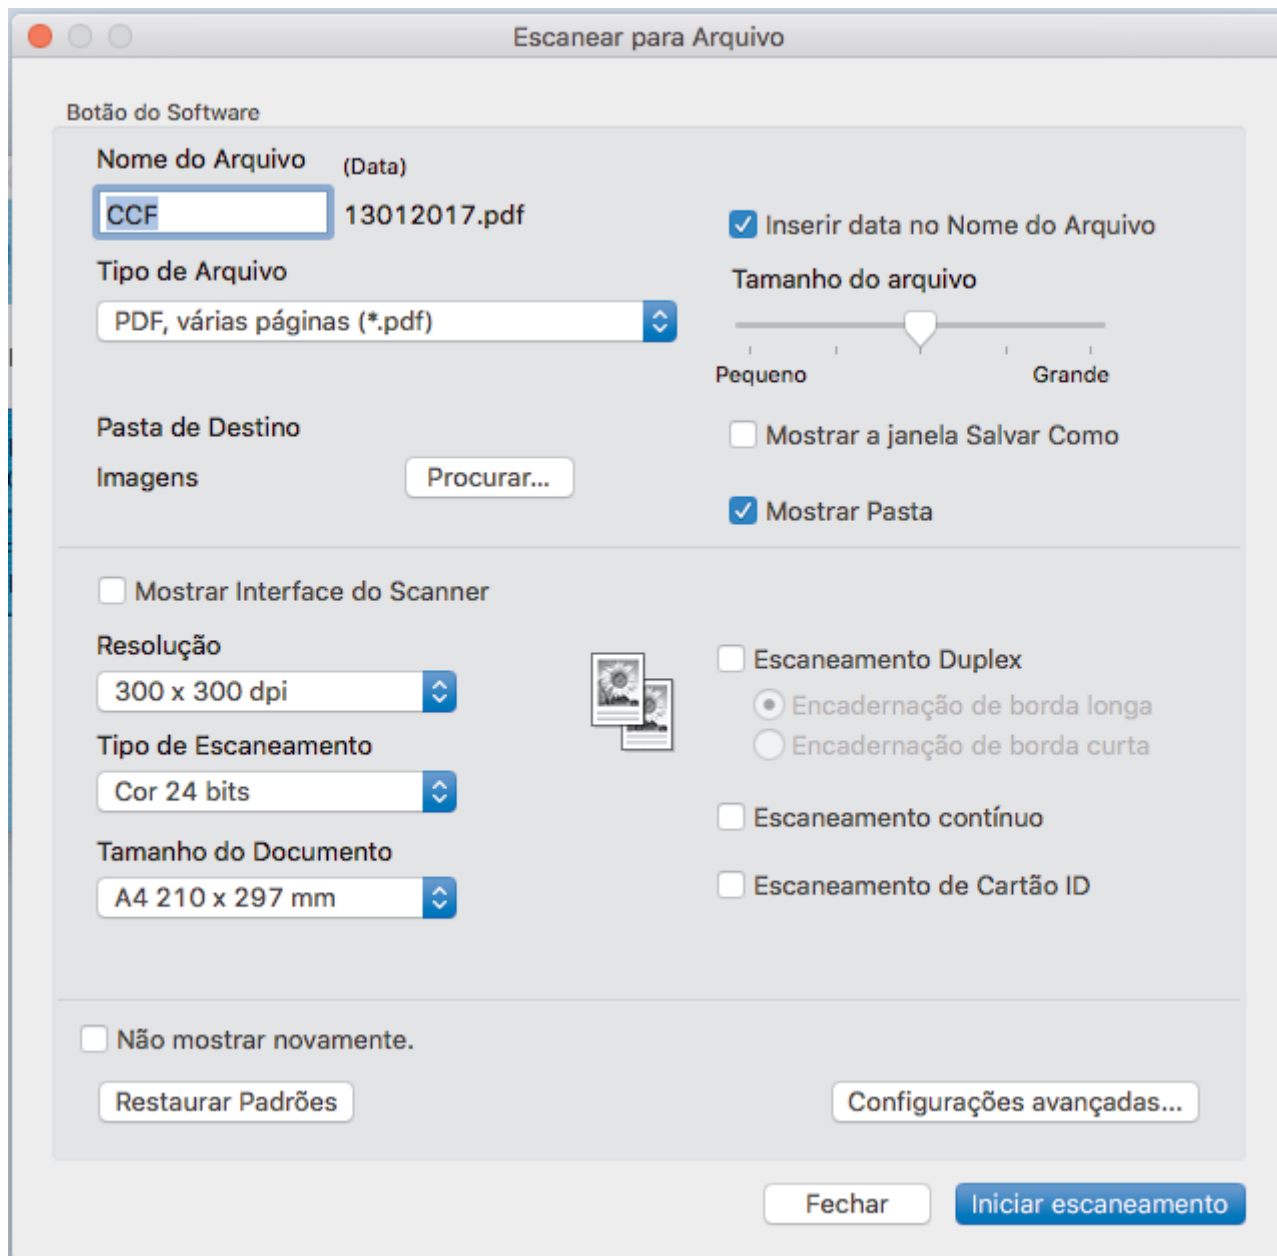 Escanear para Arquivo
Botão do Software
Nome do Arquivo (Data)
CCF 13012017.pdf
Inserir data no Nome do Arquivo
Tipo de Arquivo
Tamanho do arquivo
PDF, várias páginas (*.pdf)
Pequeno Grande
Pasta de Destino
Mostrar a janela Salvar Como
Imagens Procurar...
Mostrar Pasta
Mostrar Interface do Scanner
Resolução
Escaneamento Duplex
300 x 300 dpi
Encadernação de borda longa
Tipo de Escaneamento
Encadernação de borda curta
Cor 24 bits
Escaneamento contínuo
Tamanho do Documento
A4 210 x 297 mm
Escaneamento de Cartão ID
Não mostrar novamente.
Restaurar Padrões Configurações avançadas...
Fechar Iniciar escaneamento